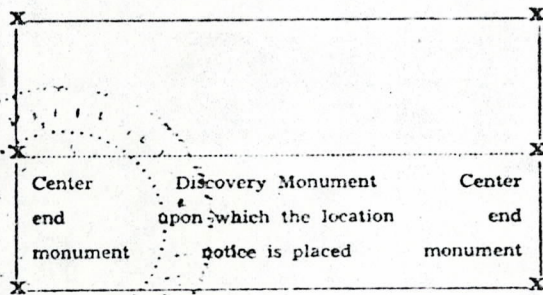 X X
X X
Center Discovery Monument Center
end upon which the location end
monument notice is placed monument
X X